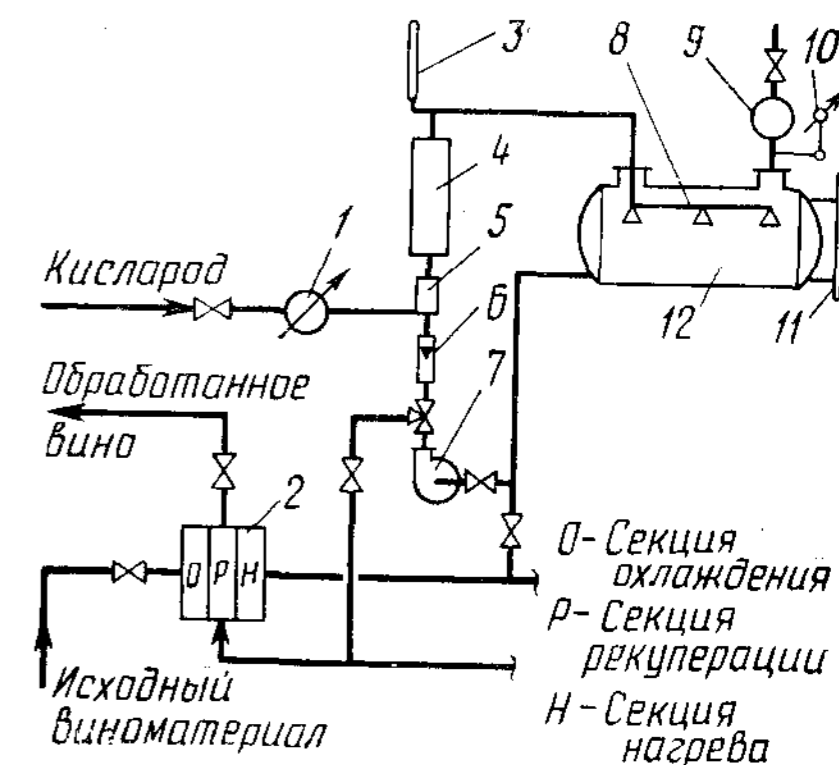 3
8
9
10
4
1
5
Кислород
6
12
11
Обработанное
вино
7
2
О Р Н
О- Секция
охлаждения
Р- Секция
рекуперации
Исходный
виноматериал
Н - Секция
нагрева